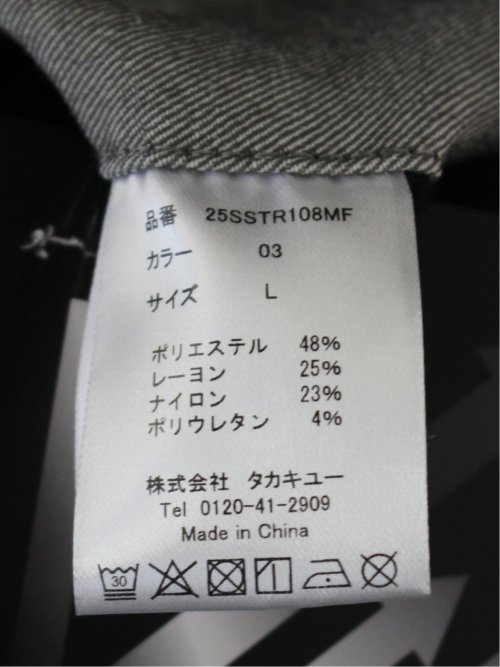 品番 25SSTR108MF
カラー 03
サイズ L
ポリエステル 48%
レーヨン 25%
ナイロン 23%
ポリウレタン 4%
株式会社 タカキユー
Tel 0120-41-2909
Made in China
30